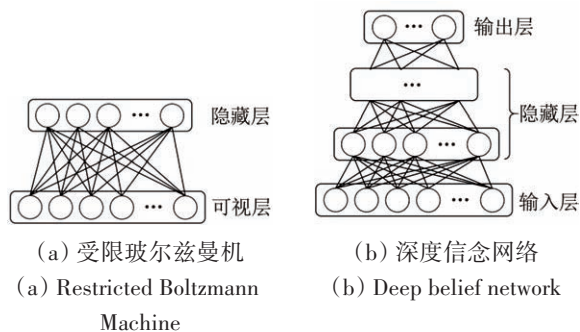 ... 输出层
...
隐藏层
... 隐藏层
...
... 可视层
... 输入层
(a) 受限玻尔兹曼机
(b) 深度信念网络
(a) Restricted Boltzmann
Machine
(b) Deep belief network